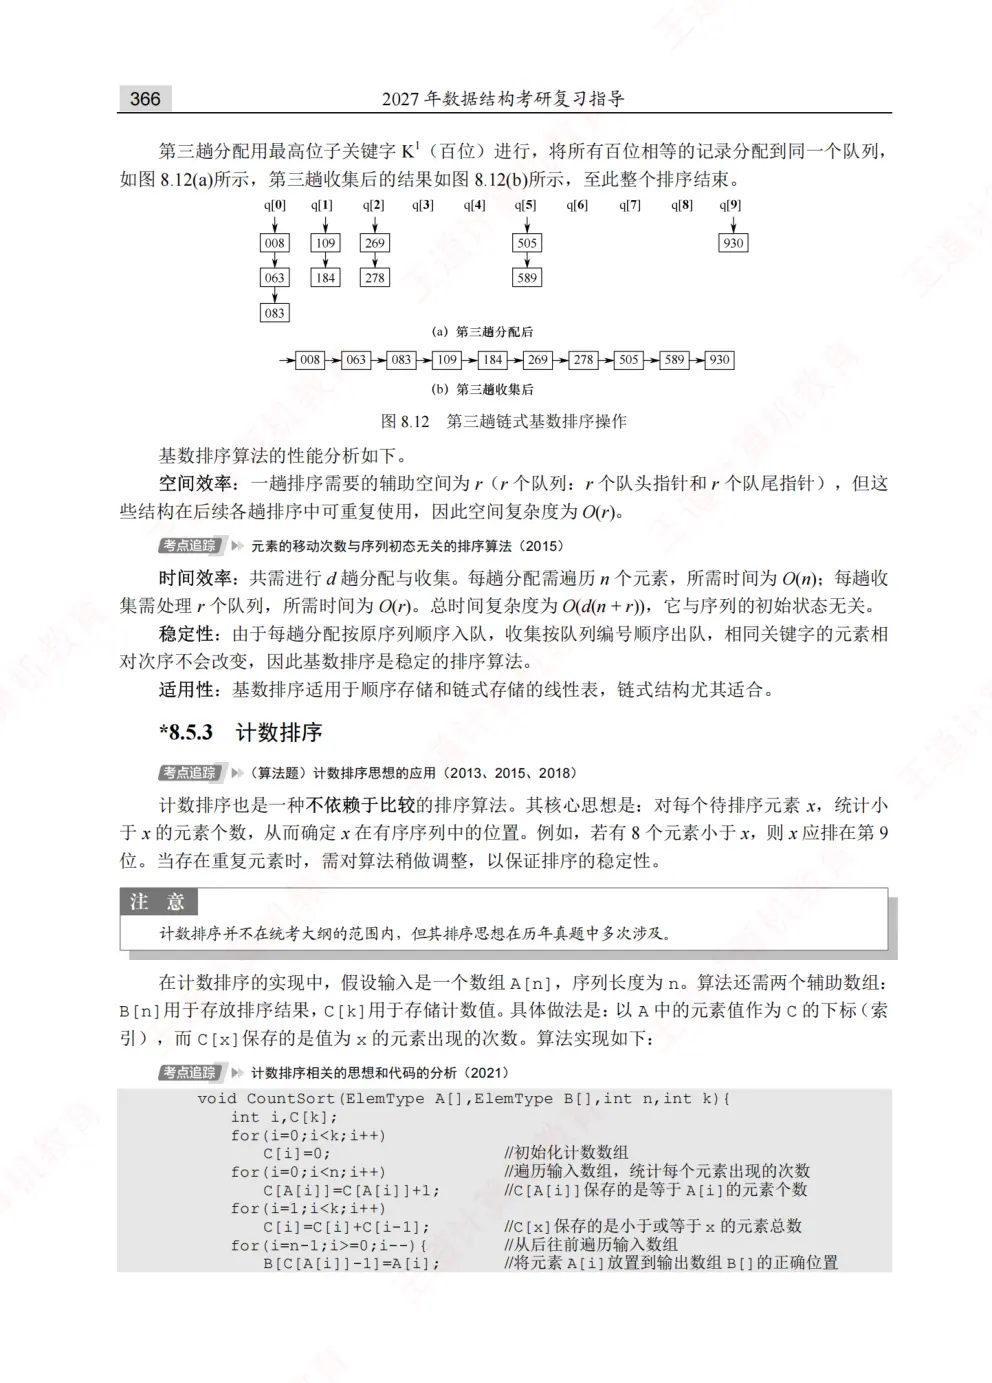 366
2027 年数据结构考研复习指导
第三趟分配用最高位子关键字 K¹（百位）进行，将所有百位相等的记录分配到同一个队列，
如图 8.12(a)所示，第三趟收集后的结果如图 8.12(b)所示，至此整个排序结束。
q[0] q[1] q[2] q[3] q[4] q[5] q[6] q[7] q[8] q[9]
008 109 269 505 930
063 184 278 589
083
（a）第三趟分配后
008 063 083 109 184 269 278 505 589 930
（b）第三趟收集后
图 8.12 第三趟链式基数排序操作
基数排序算法的性能分析如下。
空间效率：一趟排序需要的辅助空间为 r（r 个队列：r 个队头指针和 r 个队尾指针），但这
些结构在后续各趟排序中可重复使用，因此空间复杂度为 O(r)。
考点追踪 元素的移动次数与序列初态无关的排序算法（2015）
时间效率：共需进行 d 趟分配与收集。每趟分配需遍历 n 个元素，所需时间为 O(n)；每趟收
集需处理 r 个队列，所需时间为 O(r)。总时间复杂度为 O(d(n + r))，它与序列的初始状态无关。
稳定性：由于每趟分配按原序列顺序入队，收集按队列编号顺序出队，相同关键字的元素相
对次序不会改变，因此基数排序是稳定的排序算法。
适用性：基数排序适用于顺序存储和链式存储的线性表，链式结构尤其适合。
*8.5.3 计数排序
考点追踪 （算法题）计数排序思想的应用（2013、2015、2018）
计数排序也是一种不依赖于比较的排序算法。其核心思想是：对每个待排序元素 x，统计小
于 x 的元素个数，从而确定 x 在有序序列中的位置。例如，若有 8 个元素小于 x，则 x 应排在第 9
位。当存在重复元素时，需对算法稍做调整，以保证排序的稳定性。
注 意
计数排序并不在统考大纲的范围内，但其排序思想在历年真题中多次涉及。
在计数排序的实现中，假设输入是一个数组 A[n]，序列长度为 n。算法还需两个辅助数组：
B[n]用于存放排序结果，C[k]用于存储计数值。具体做法是：以 A 中的元素值作为 C 的下标（索
引），而 C[x]保存的是值为 x 的元素出现的次数。算法实现如下：
考点追踪 计数排序相关的思想和代码的分析（2021）
void CountSort(ElemType A[],ElemType B[],int n,int k){
int i,C[k];
for(i=0;i<k;i++)
C[i]=0; //初始化计数数组
for(i=0;i<n;i++) //遍历输入数组，统计每个元素出现的次数
C[A[i]]=C[A[i]]+1; //C[A[i]]保存的是等于 A[i]的元素个数
for(i=1;i<k;i++)
C[i]=C[i]+C[i-1]; //C[x]保存的是小于或等于 x 的元素总数
for(i=n-1;i>=0;i--){ //从后往前遍历输入数组
B[C[A[i]]-1]=A[i]; //将元素 A[i]放置到输出数组 B[]的正确位置